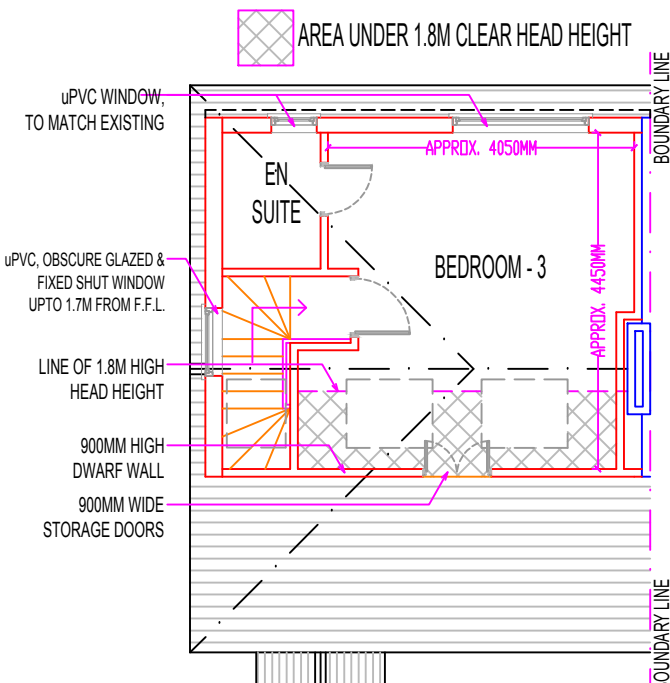 AREA UNDER 1.8M CLEAR HEAD HEIGHT
BOUNDARY LINE
uPVC WINDOW,
TO MATCH EXISTING
APPROX. 4050MM
EN
SUITE
uPVC, OBSCURE GLAZED &
FIXED SHUT WINDOW
UPTO 1.7M FROM F.F.L.
BEDROOM - 3
APPROX. 4450MM
LINE OF 1.8M HIGH
HEAD HEIGHT
900MM HIGH
DWARF WALL
900MM WIDE
STORAGE DOORS
OUNDARY LINE